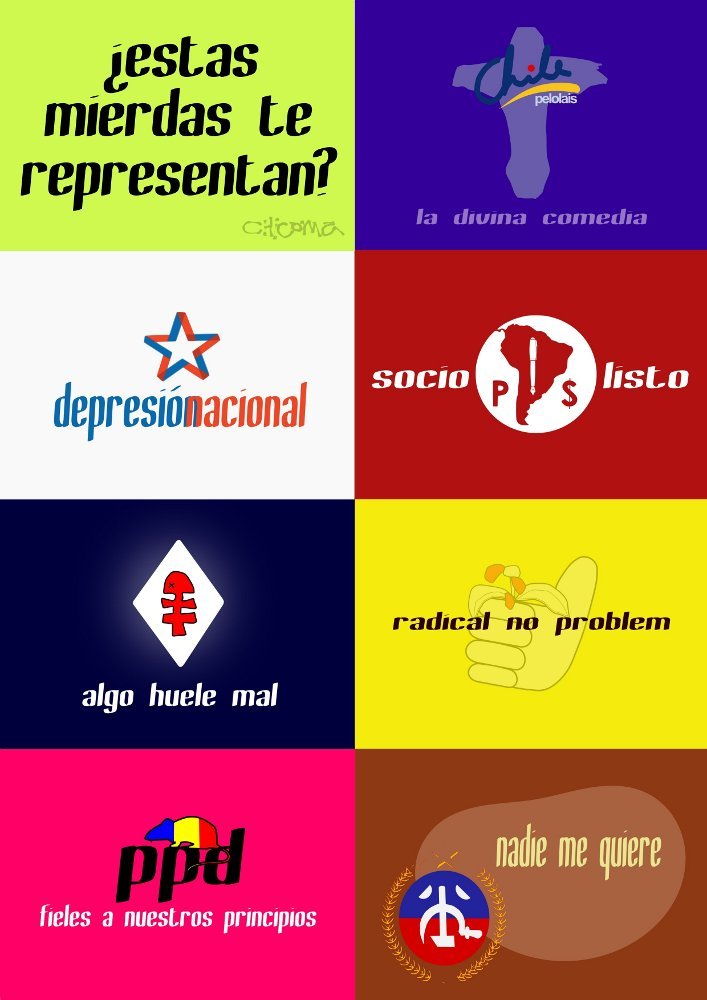 ¿estas
mierdas te
representan?
citicoma
Chile
pelolais
la divina comedia
depresiónnacional
socio P $ listo
algo huele mal
radical no problem
ppd
fieles a nuestros principios
nadie me quiere